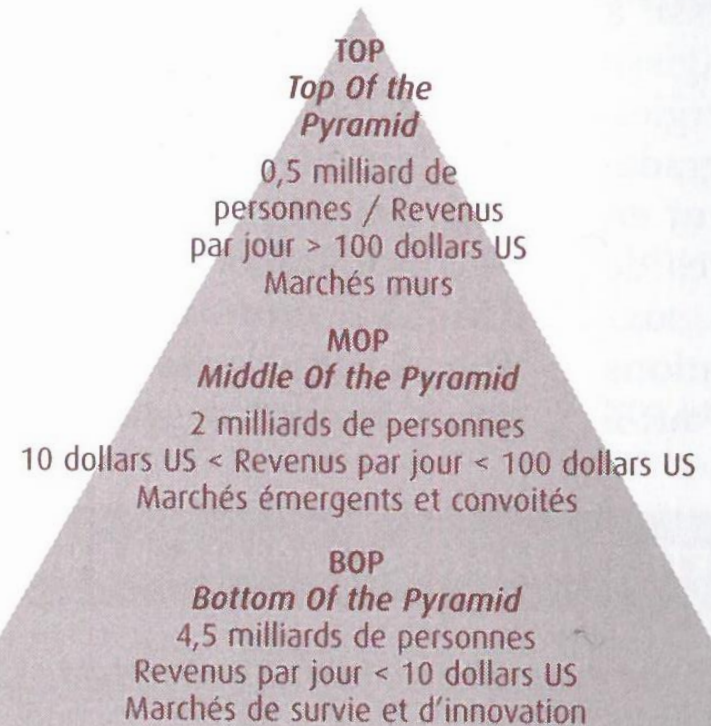 TOP
Top Of the
Pyramid
0,5 milliard de
personnes / Revenus
par jour > 100 dollars US
Marchés murs
MOP
Middle Of the Pyramid
2 milliards de personnes
10 dollars US < Revenus par jour < 100 dollars US
Marchés émergents et convoités
BOP
Bottom Of the Pyramid
4,5 milliards de personnes
Revenus par jour < 10 dollars US
Marchés de survie et d'innovation